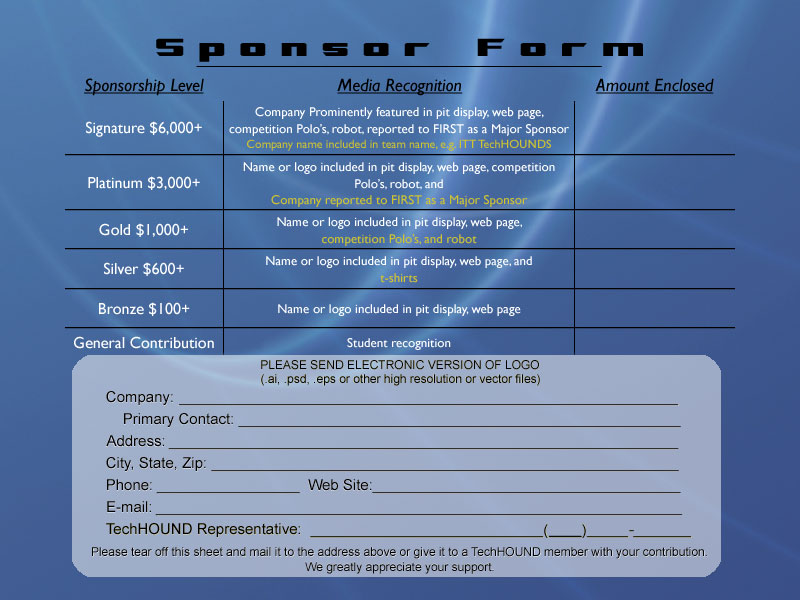 Sponsor Form
Sponsorship Level Media Recognition Amount Enclosed
Signature $6,000+
Company Prominently featured in pit display, web page,
competition Polo's, robot, reported to FIRST as a Major Sponsor
Company name included in team name, e.g. ITT TechHOUNDS
Platinum $3,000+
Name or logo included in pit display, web page, competition
Polo's, robot, and
Company reported to FIRST as a Major Sponsor
Gold $1,000+
Name or logo included in pit display, web page,
competition Polo's, and robot
Silver $600+
Name or logo included in pit display, web page, and
t-shirts
Bronze $100+
Name or logo included in pit display, web page
General Contribution
Student recognition
PLEASE SEND ELECTRONIC VERSION OF LOGO
(.ai, .psd, .eps or other high resolution or vector files)
Company:
Primary Contact:
Address:
City, State, Zip:
Phone: Web Site:
E-mail:
TechHOUND Representative: (____)_____-_______
Please tear off this sheet and mail it to the address above or give it to a TechHOUND member with your contribution.
We greatly appreciate your support.